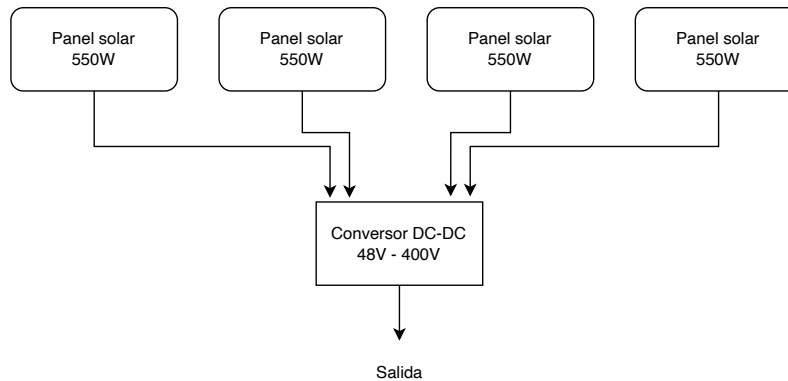 Panel solar
550W
Panel solar
550W
Panel solar
550W
Panel solar
550W
Conversor DC-DC
48V - 400V
Salida